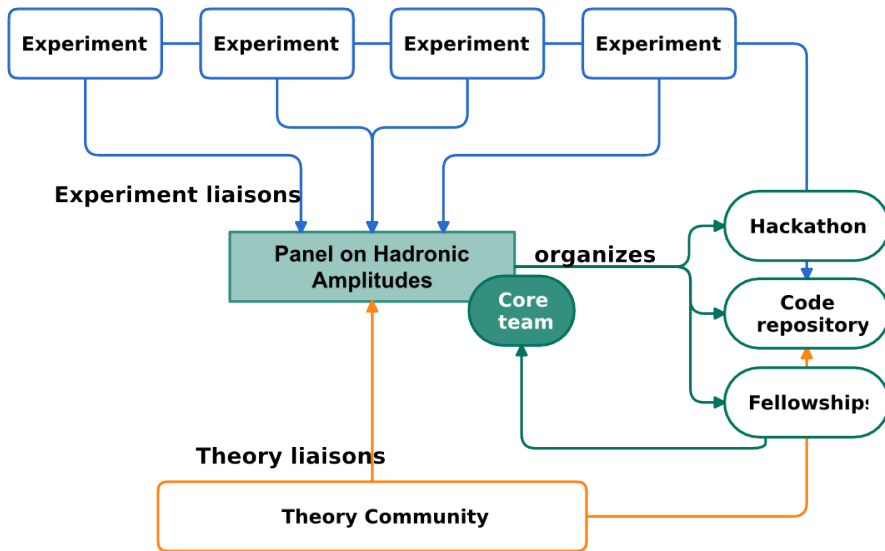 Experiment
Experiment
Experiment
Experiment
Experiment liaisons
Panel on Hadronic
Amplitudes
organizes
Core
team
Hackathon
Code
repository
Fellowships
Theory liaisons
Theory Community